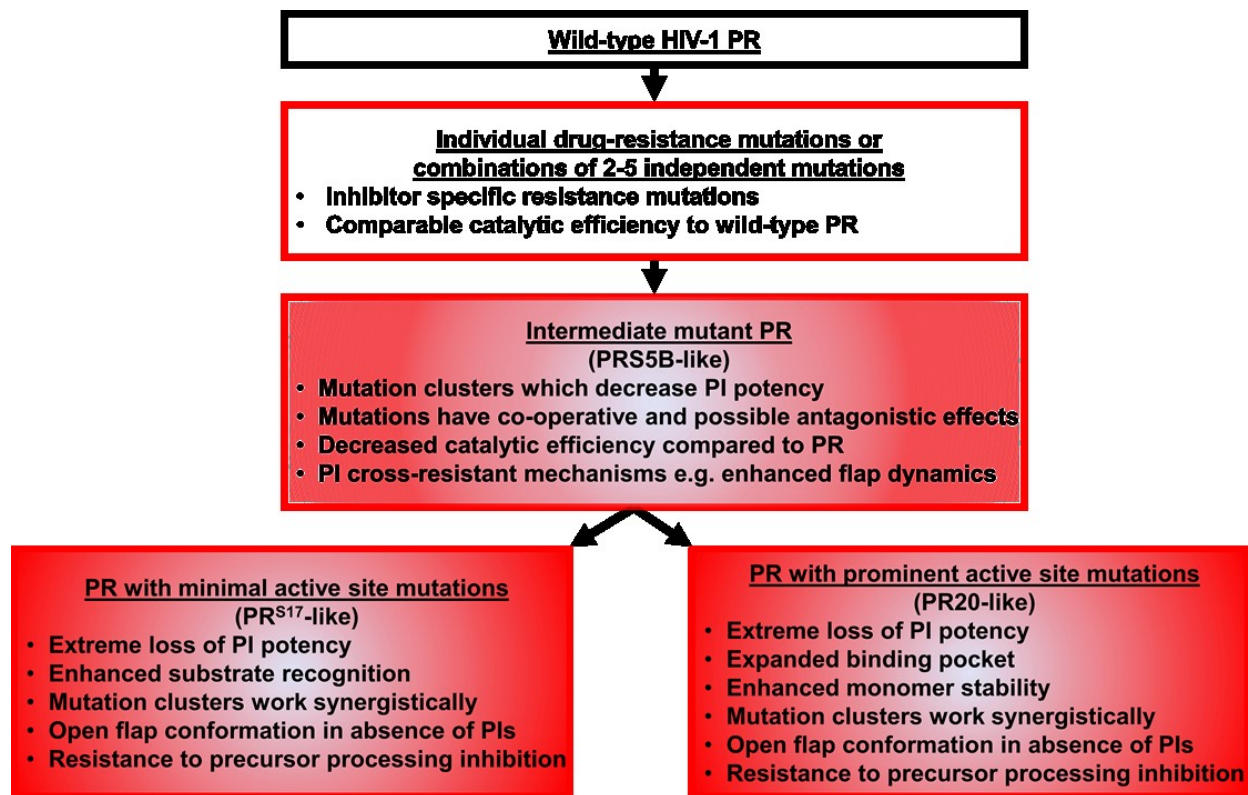 Wild-type HIV-1 PR
Individual drug-resistance mutations or
combinations of 2-5 independent mutations
• Inhibitor specific resistance mutations
• Comparable catalytic efficiency to wild-type PR
Intermediate mutant PR
(PRS5B-like)
• Mutation clusters which decrease PI potency
• Mutations have co-operative and possible antagonistic effects
• Decreased catalytic efficiency compared to PR
• PI cross-resistant mechanisms e.g. enhanced flap dynamics
PR with minimal active site mutations
(PRS17-like)
• Extreme loss of PI potency
• Enhanced substrate recognition
• Mutation clusters work synergistically
• Open flap conformation in absence of PIs
• Resistance to precursor processing inhibition
PR with prominent active site mutations
(PR20-like)
• Extreme loss of PI potency
• Expanded binding pocket
• Enhanced monomer stability
• Mutation clusters work synergistically
• Open flap conformation in absence of PIs
• Resistance to precursor processing inhibition